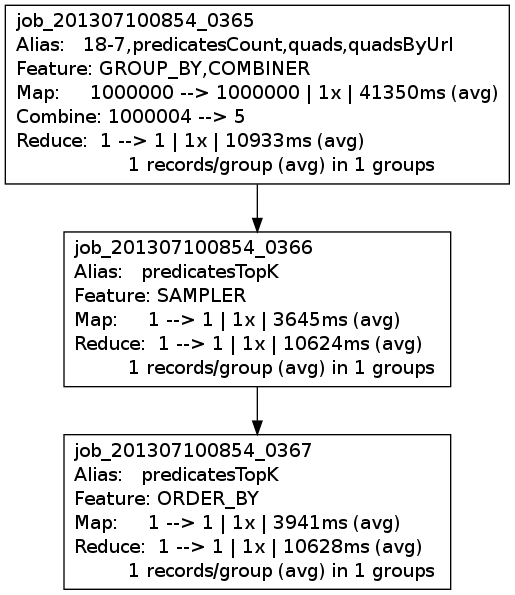 job_201307100854_0365
Alias:   18-7,predicatesCount,quads,quadsByUrl
Feature: GROUP_BY,COMBINER
Map:     1000000 --> 1000000 | 1x | 41350ms (avg)
Combine: 1000004 --> 5
Reduce:  1 --> 1 | 1x | 10933ms (avg)
1 records/group (avg) in 1 groups
job_201307100854_0366
Alias:   predicatesTopK
Feature: SAMPLER
Map:     1 --> 1 | 1x | 3645ms (avg)
Reduce:  1 --> 1 | 1x | 10624ms (avg)
1 records/group (avg) in 1 groups
job_201307100854_0367
Alias:   predicatesTopK
Feature: ORDER_BY
Map:     1 --> 1 | 1x | 3941ms (avg)
Reduce:  1 --> 1 | 1x | 10628ms (avg)
1 records/group (avg) in 1 groups